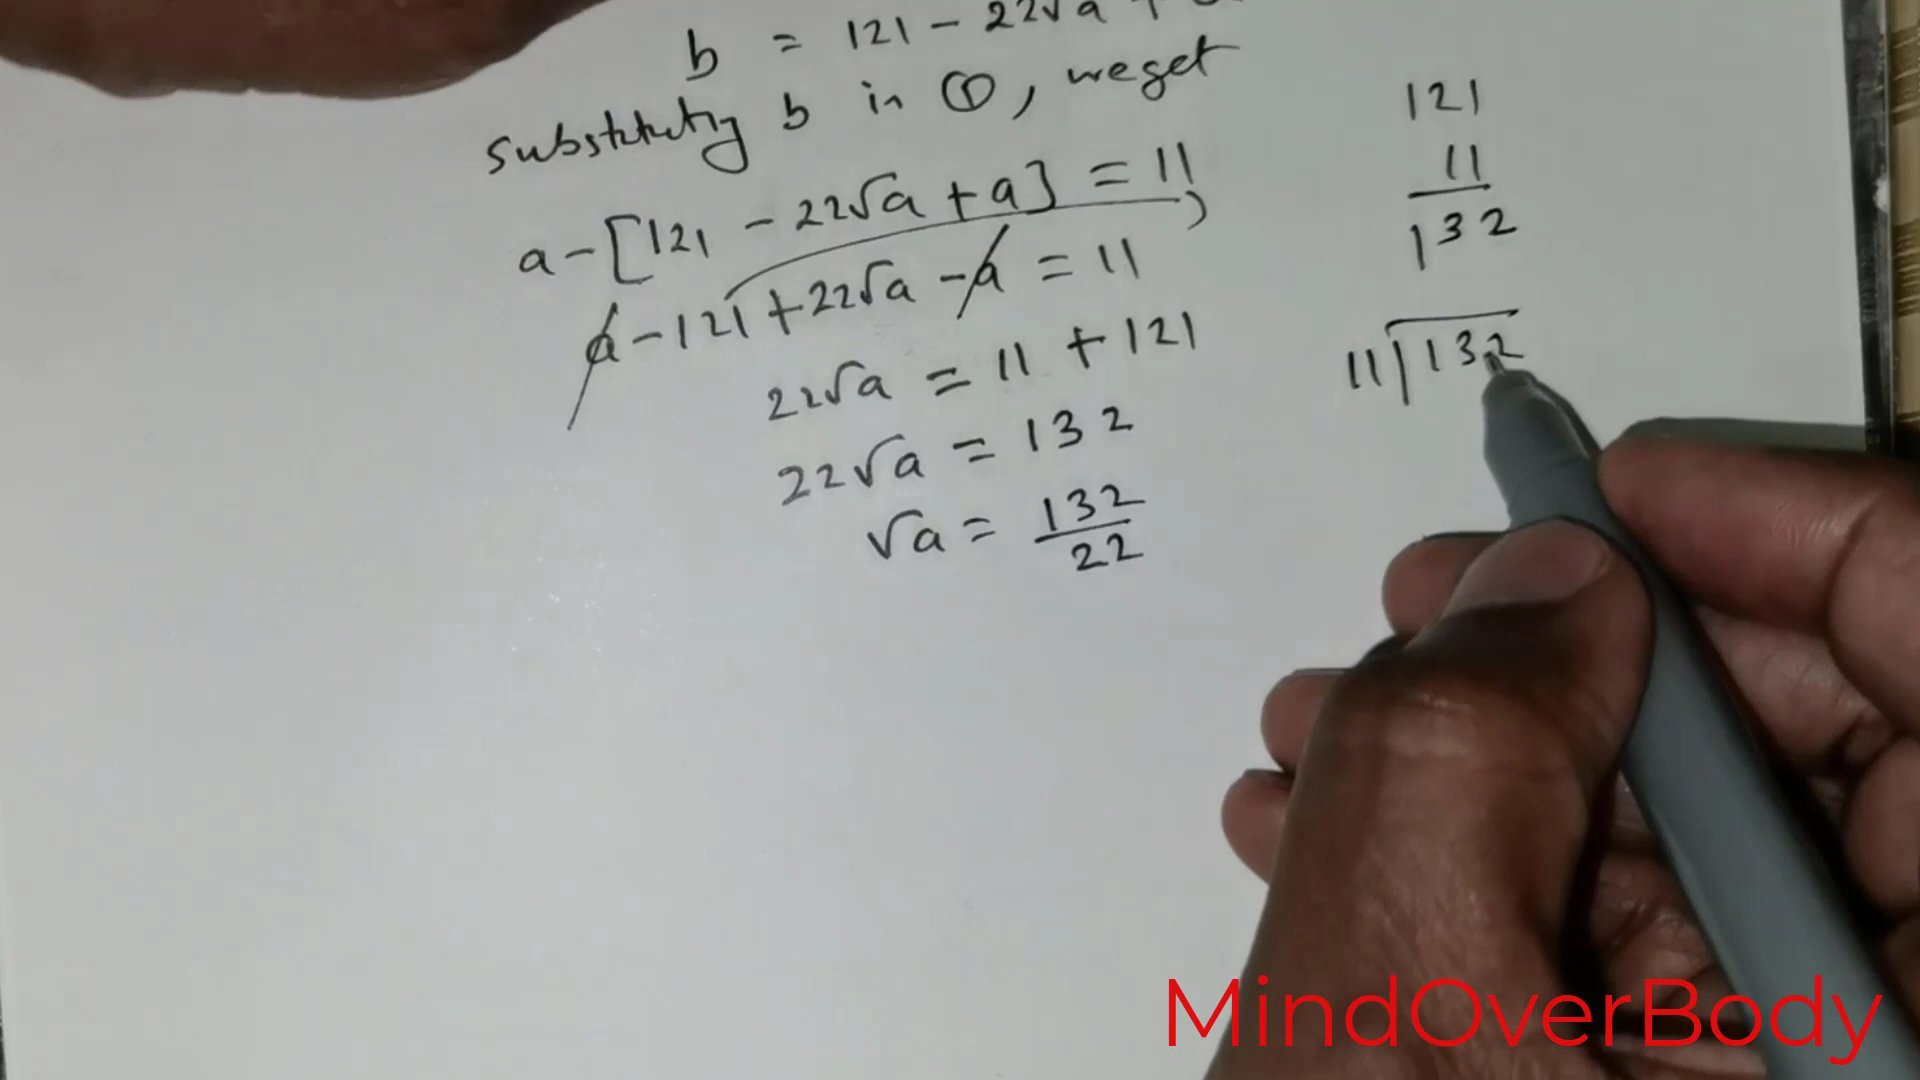 b = 121 - 22√a +
substituting b in ①, we get
a - [121 - 22√a + a] = 11
a - 121 + 22√a - a = 11
22√a = 11 + 121
22√a = 132
√a = 132/22
121
11
132
11 132
MindOverBody